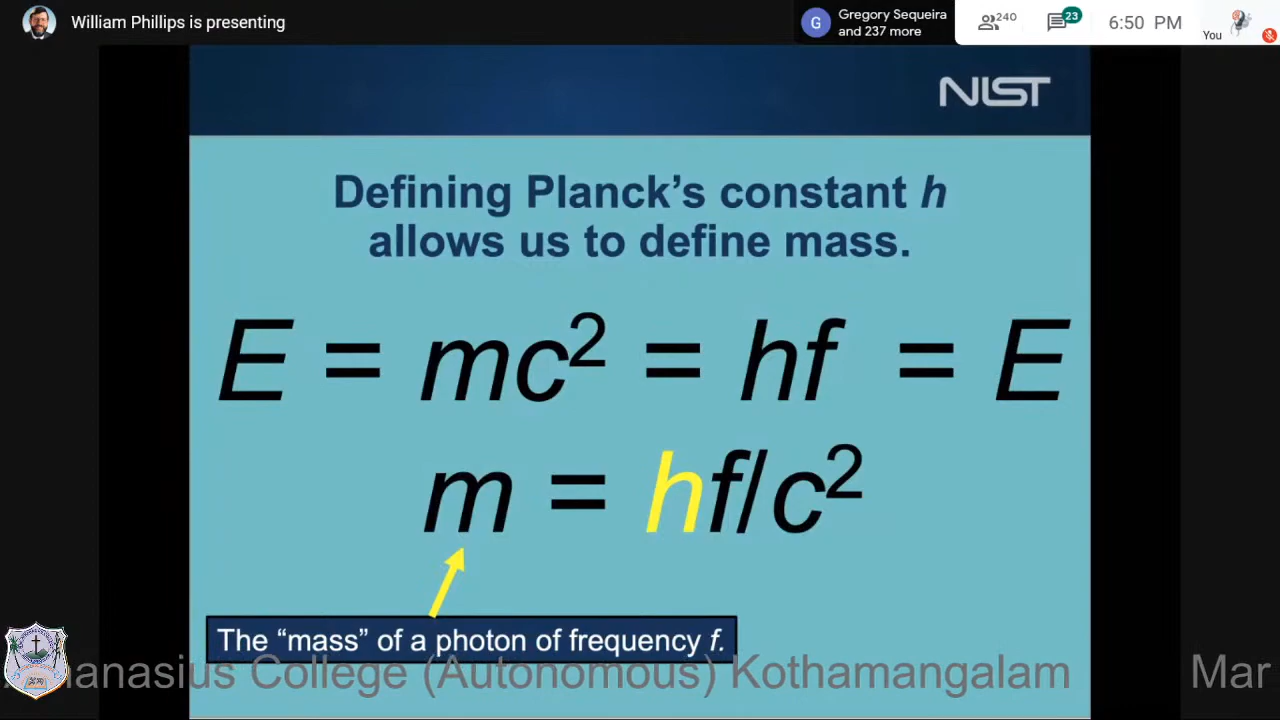 William Phillips is presenting
G
Gregory Sequeira
and 237 more
240
23
6:50 PM
You
NIST
Defining Planck's constant h
allows us to define mass.
E = mc² = hf = E
m = hf/c²
The "mass" of a photon of frequency f.
hanasius College (Autonomous) Kothamangalam Mar